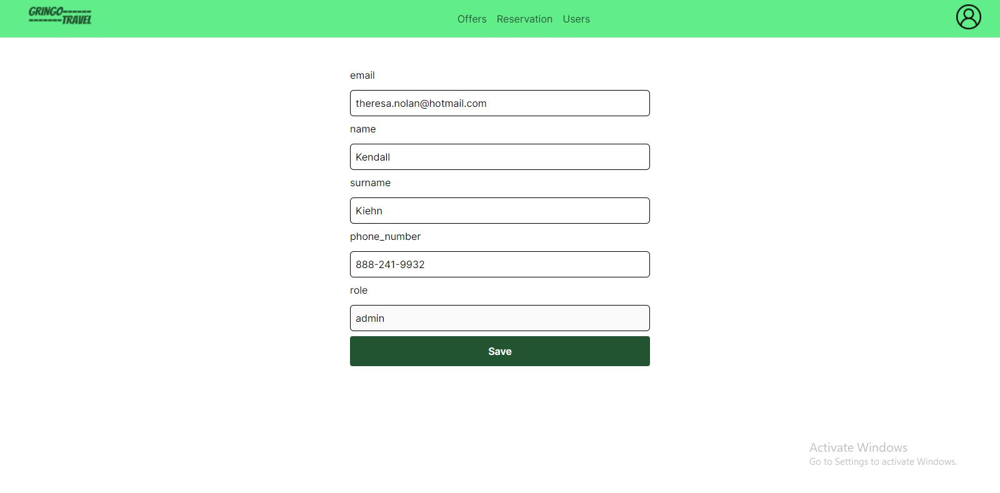 GRINGO------
-------TRAVEL
Offers Reservation Users
email
theresa.nolan@hotmail.com
name
Kendall
surname
Kiehn
phone_number
888-241-9932
role
admin
Save
Activate Windows
Go to Settings to activate Windows.